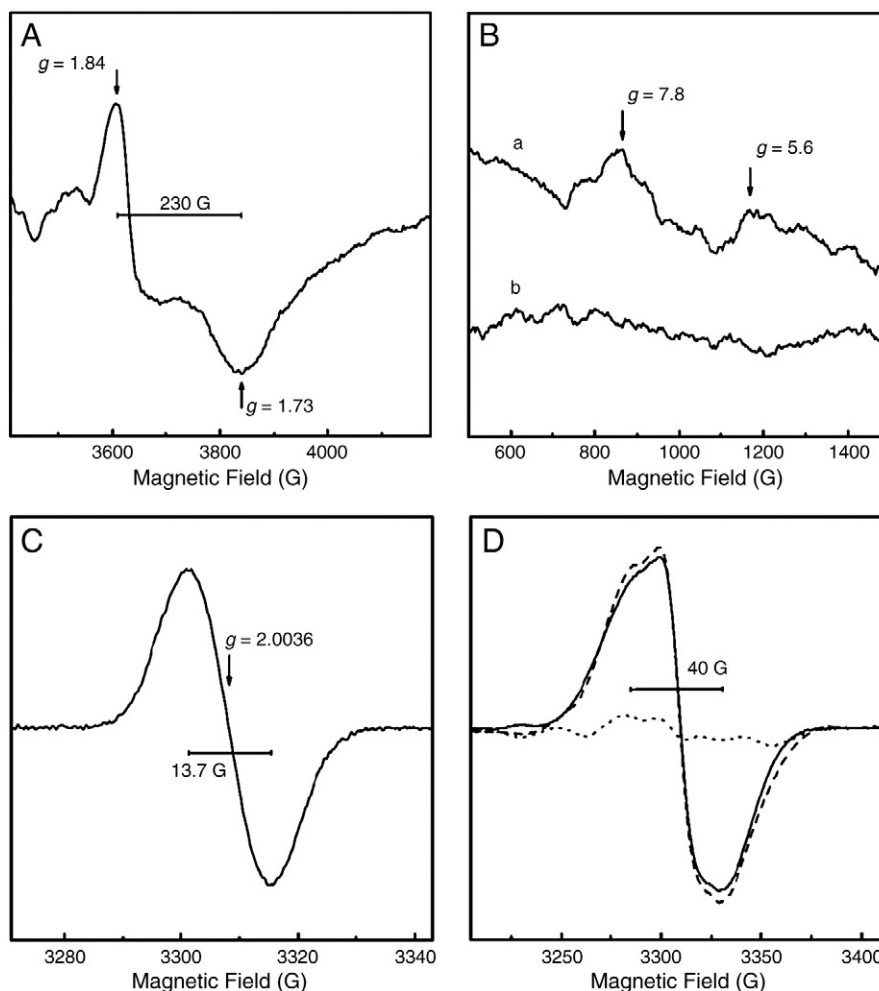 A
g = 1.84
230 G
g = 1.73
3600 3800 4000
Magnetic Field (G)
B
a
g = 7.8
g = 5.6
b
600 800 1000 1200 1400
Magnetic Field (G)
C
g = 2.0036
13.7 G
3280 3300 3320 3340
Magnetic Field (G)
D
40 G
3250 3300 3350 3400
Magnetic Field (G)